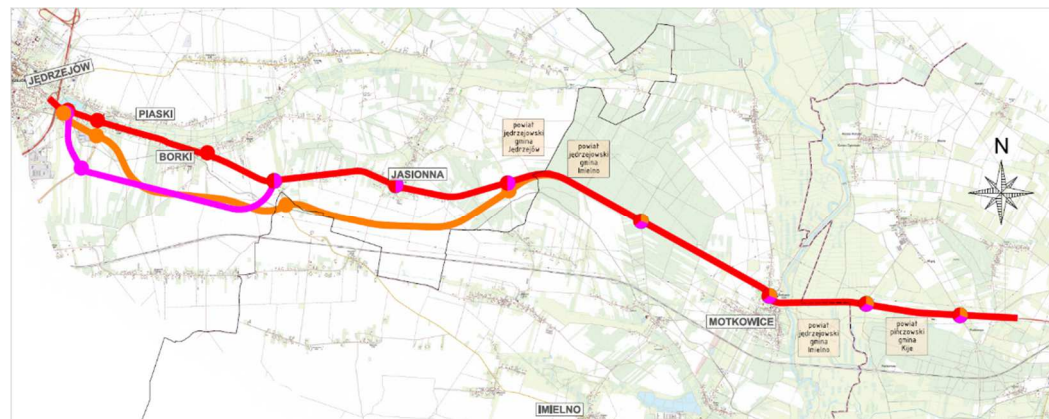 JĘDRZEJÓW
PIASKI
BORKI
JASIONNA
powiat
jędrzejowski
gmina
Jędrzejów
powiat
jędrzejowski
gmina
Imielno
N
MOTKOWICE
powiat
jędrzejowski
gmina
Imielno
powiat
pińczowski
gmina
Kije
IMIELNO